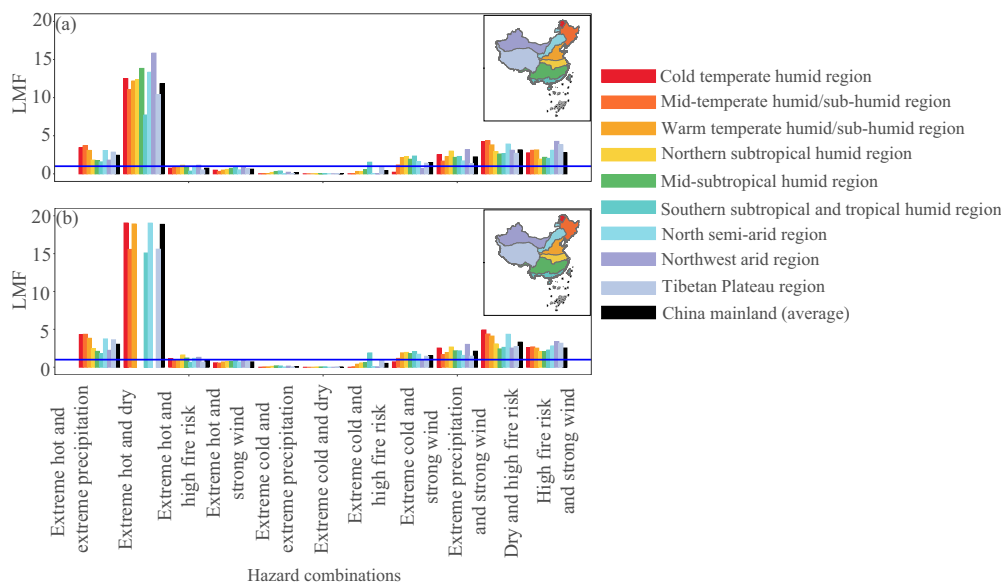 (a)
20
15
10
5
0
LMF
(b)
20
15
10
5
0
LMF
Extreme hot and
extreme precipitation
Extreme hot and dry
Extreme hot and
high fire risk
Extreme hot and
strong wind
Extreme cold and
extreme precipitation
Extreme cold and dry
Extreme cold and
high fire risk
Extreme cold and
strong wind
Extreme precipitation
and strong wind
Dry and high fire risk
High fire risk
and strong wind
Hazard combinations
Cold temperate humid region
Mid-temperate humid/sub-humid region
Warm temperate humid/sub-humid region
Northern subtropical humid region
Mid-subtropical humid region
Southern subtropical and tropical humid region
North semi-arid region
Northwest arid region
Tibetan Plateau region
China mainland (average)